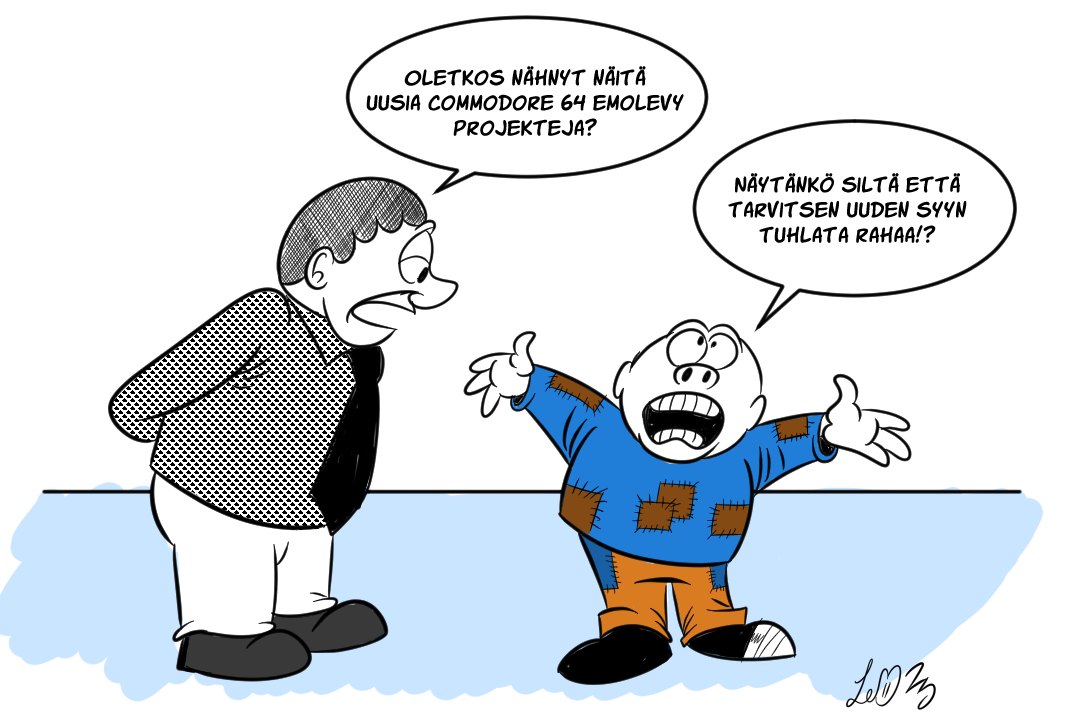 OLETKOS NÄHNYT NÄITÄ
UUSIA COMMODORE 64 EMOLEVY
PROJEKTEJA?
NÄYTÄNKÖ SILTÄ ETTÄ
TARVITSEN UUDEN SYYN
TUHLATA RAHAA!?